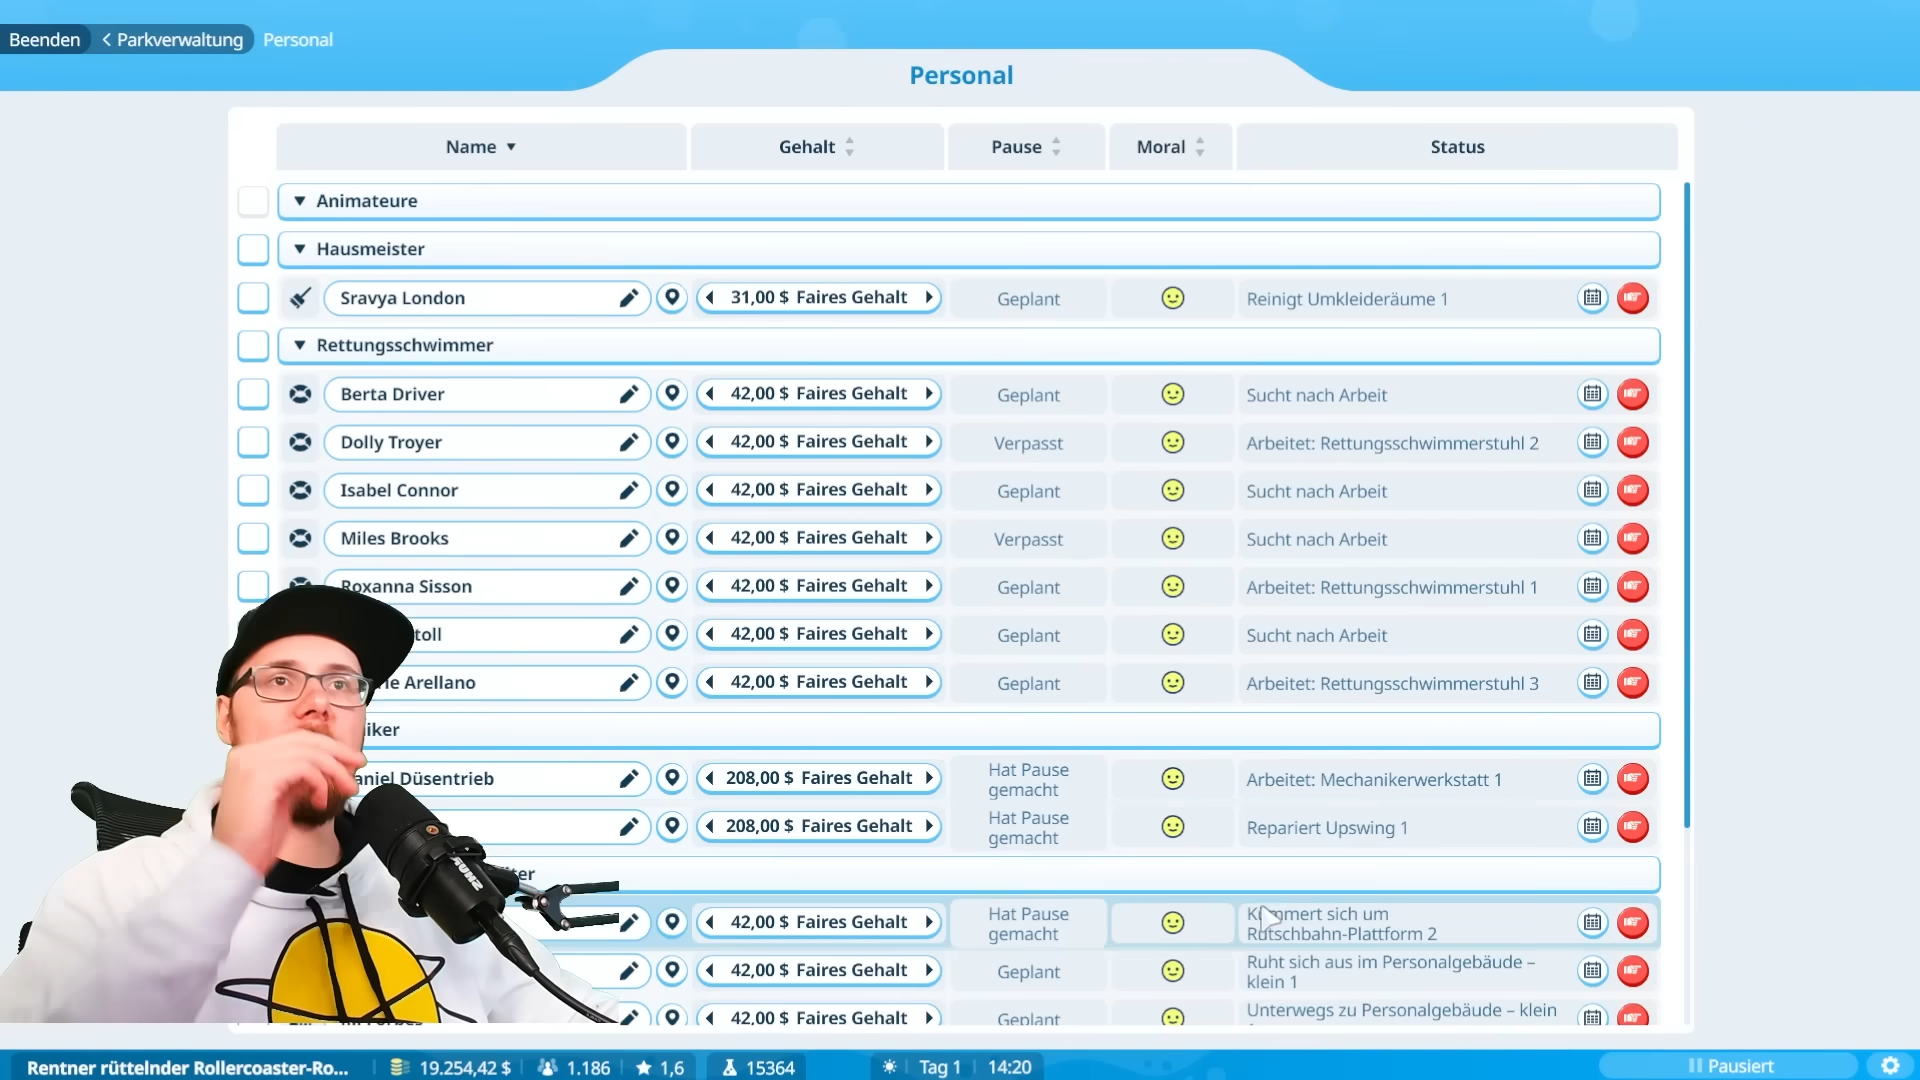 Beenden
Parkverwaltung
Personal
Personal
Name
Gehalt
Pause
Moral
Status
Animateure
Hausmeister
Sravya London
31,00 $ Faires Gehalt
Geplant
Reinigt Umkleideräume 1
Rettungsschwimmer
Berta Driver
42,00 $ Faires Gehalt
Geplant
Sucht nach Arbeit
Dolly Troyer
42,00 $ Faires Gehalt
Verpasst
Arbeitet: Rettungsschwimmerstuhl 2
Isabel Connor
42,00 $ Faires Gehalt
Geplant
Sucht nach Arbeit
Miles Brooks
42,00 $ Faires Gehalt
Verpasst
Sucht nach Arbeit
Roxanna Sisson
42,00 $ Faires Gehalt
Geplant
Arbeitet: Rettungsschwimmerstuhl 1
42,00 $ Faires Gehalt
Geplant
Sucht nach Arbeit
Arellano
42,00 $ Faires Gehalt
Geplant
Arbeitet: Rettungsschwimmerstuhl 3
Düsentrieb
208,00 $ Faires Gehalt
Hat Pause
gemacht
Arbeitet: Mechanikerwerkstatt 1
208,00 $ Faires Gehalt
Hat Pause
gemacht
Repariert Upswing 1
42,00 $ Faires Gehalt
Hat Pause
gemacht
Kümmert sich um
Rutschbahn-Plattform 2
42,00 $ Faires Gehalt
Geplant
Ruht sich aus im Personalgebäude –
klein 1
42,00 $ Faires Gehalt
Geplant
Unterwegs zu Personalgebäude – klein
SHURE
Rentner rüttelnder Rollercoaster-Ro...
19.254,42 $
1.186
1,6
15364
Tag 1
14:20
Pausiert